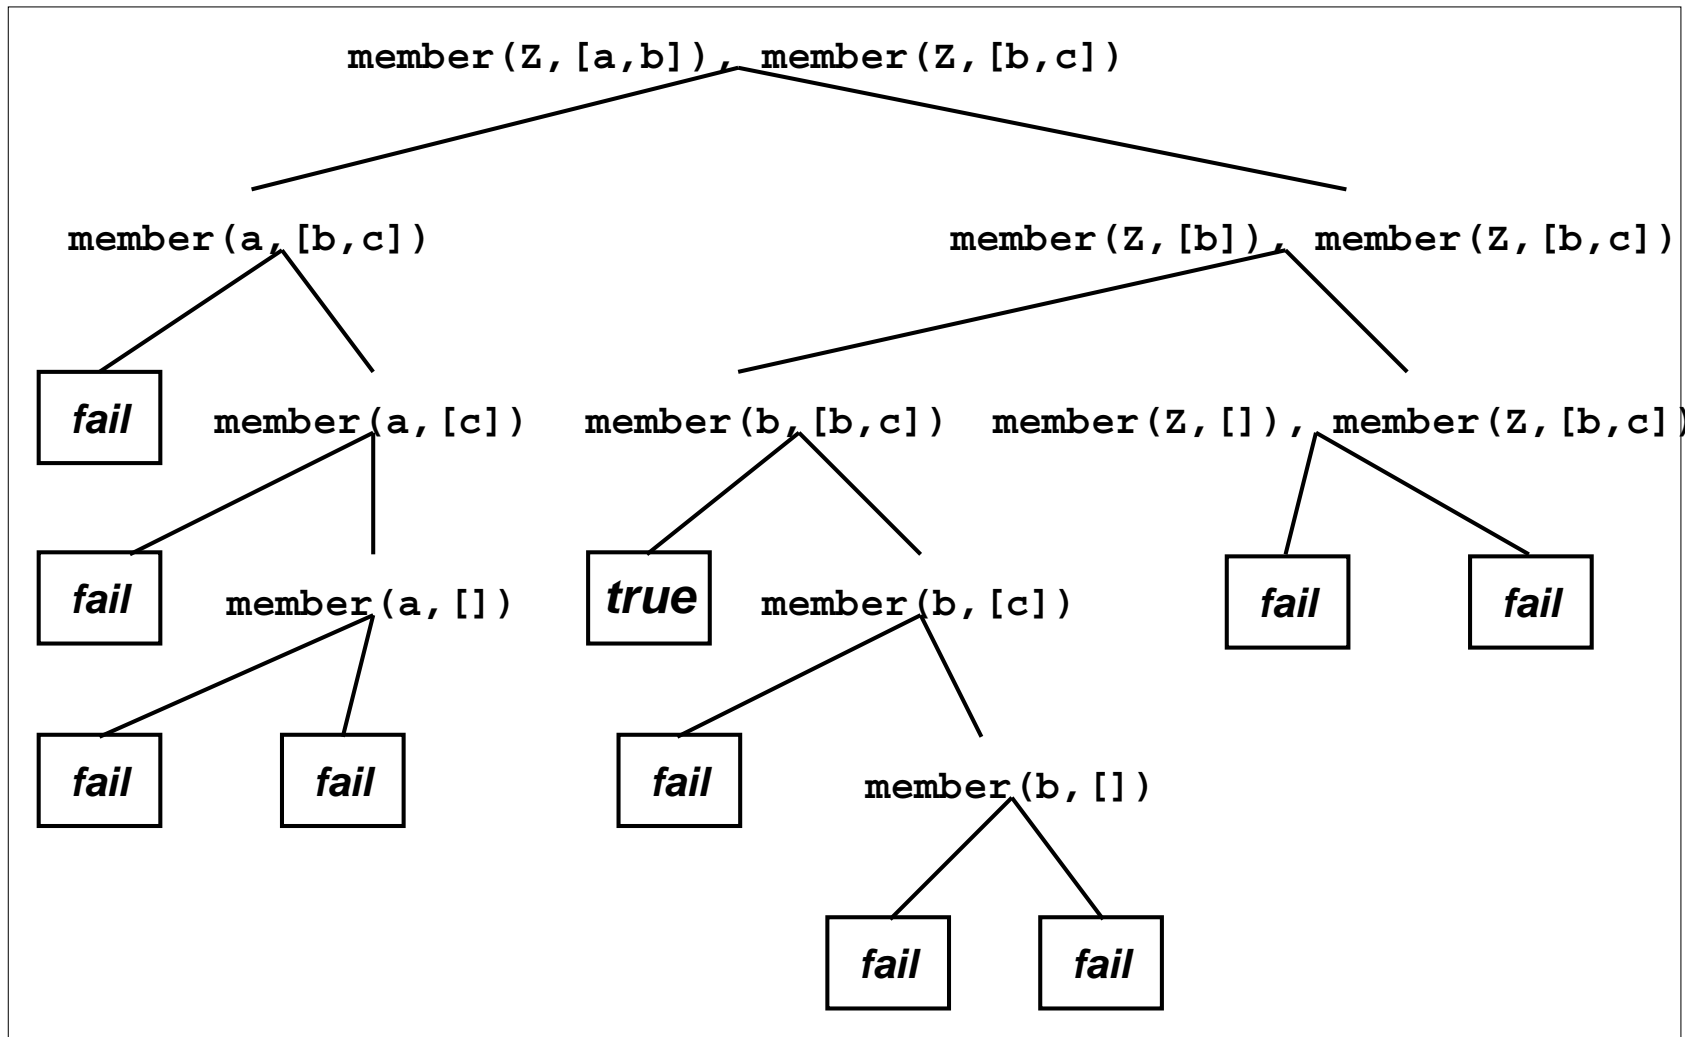 member(Z,[a,b]), member(Z,[b,c])
member(a,[b,c]) member(Z,[b]), member(Z,[b,c])
fail member(a,[c]) member(b,[b,c]) member(Z,[]), member(Z,[b,c])
fail member(a,[]) true member(b,[c]) fail fail
fail fail fail member(b,[])
fail fail